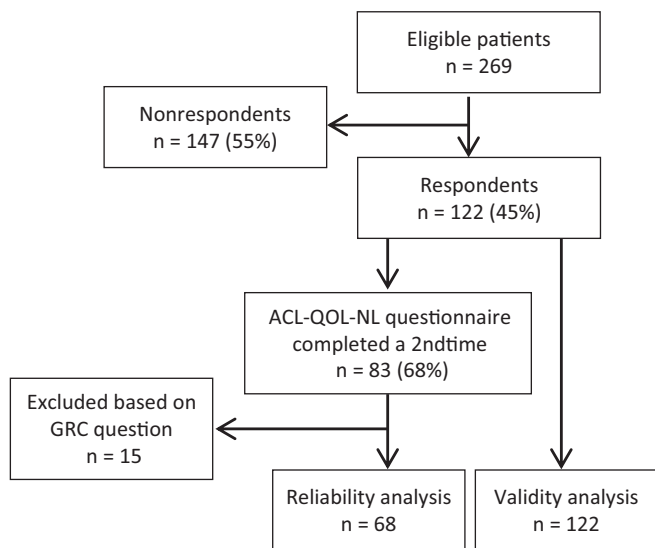 Eligible patients
n = 269
Nonrespondents
n = 147 (55%)
Respondents
n = 122 (45%)
ACL-QOL-NL questionnaire
completed a 2ndtime
n = 83 (68%)
Excluded based on
GRC question
n = 15
Reliability analysis
n = 68
Validity analysis
n = 122